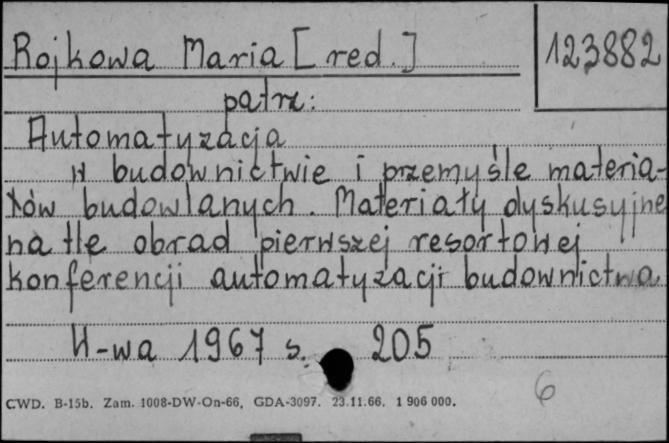 Rojkowa Maria [red.]
123882
patrz:
Automatyzacja
w budownictwie i przemyśle materia-
łów budowlanych. Materiały dyskusyjne
na tle obrad pierwszej resortowej
konferencji automatyzacji budownictwa
W-wa 1967 s. 205
6
CWD. B-15b. Zam. 1008-DW-On-66, GDA-3097. 23.11.66. 1 906 000.